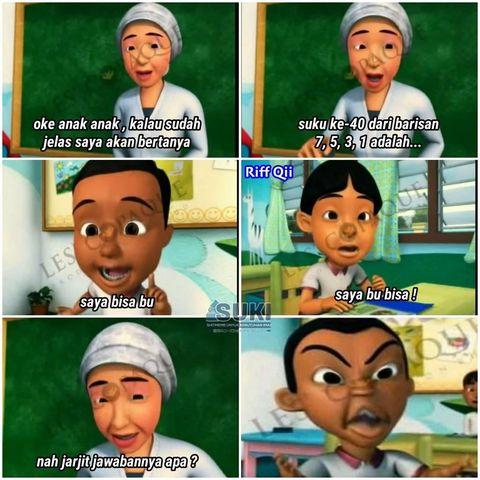 oke anak anak , kalau sudah
jelas saya akan bertanya
suku ke-40 dari barisan
7, 5, 3, 1 adalah...
saya bisa bu
Riff Qii
saya bu bisa !
SUKI
nah jarjit jawabannya apa ?